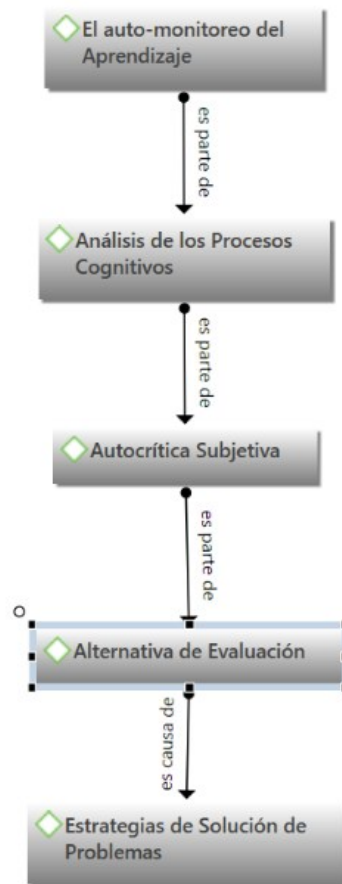 El auto-monitoreo del
Aprendizaje
es parte de
Análisis de los Procesos
Cognitivos
es parte de
Autocrítica Subjetiva
es parte de
Alternativa de Evaluación
es causa de
Estrategias de Solución de
Problemas